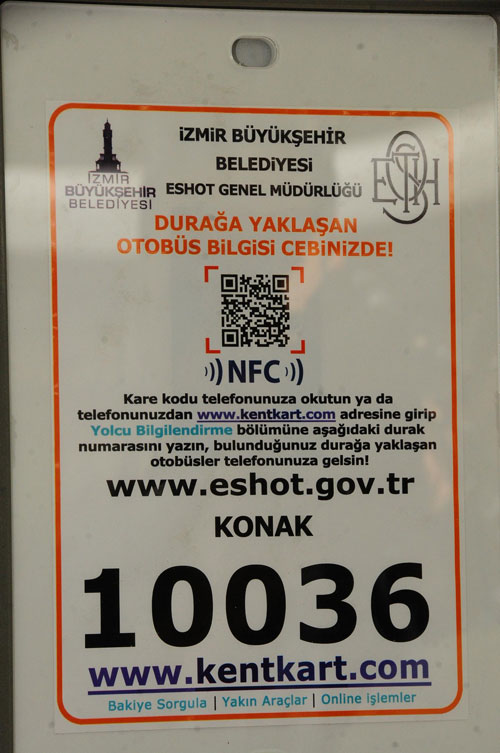 İZMİR BÜYÜKŞEHİR
BELEDİYESİ
ESHOT GENEL MÜDÜRLÜĞÜ
İZMİR
BÜYÜKŞEHİR
BELEDİYESİ
ESHOT
DURAĞA YAKLAŞAN
OTOBÜS BİLGİSİ CEBİNİZDE!
NFC
Kare kodu telefonunuza okutun ya da
telefonunuzdan www.kentkart.com adresine girip
Yolcu Bilgilendirme bölümüne aşağıdaki durak
numarasını yazın, bulunduğunuz durağa yaklaşan
otobüsler telefonunuza gelsin!
www.eshot.gov.tr
KONAK
10036
www.kentkart.com
Bakiye Sorgula | Yakın Araçlar | Online işlemler